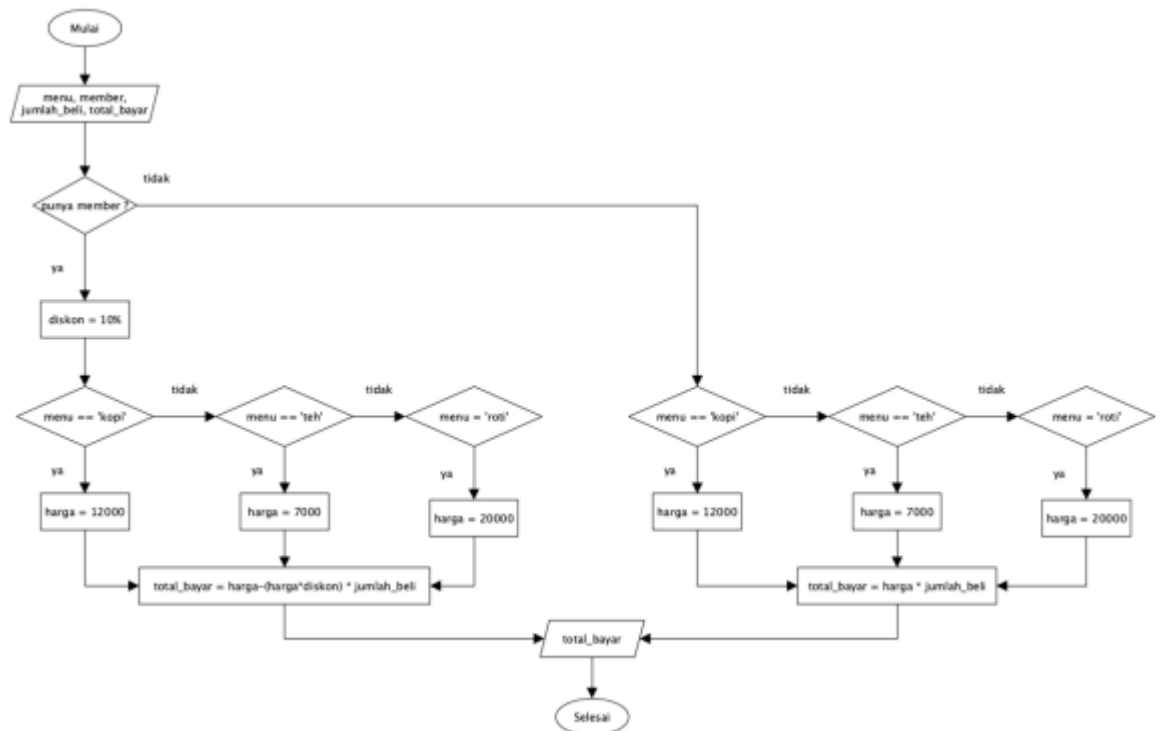 Mulai
menu, member,
jumlah_beli, total_bayar
tidak
punya member ?
ya
diskon = 10%
tidak
tidak
tidak
tidak
menu == 'kopi'
menu == 'teh'
menu = 'roti'
menu == 'kopi'
menu == 'teh'
menu = 'roti'
ya
ya
ya
ya
ya
ya
harga = 12000
harga = 7000
harga = 20000
harga = 12000
harga = 7000
harga = 20000
total_bayar = harga-(harga*diskon) * jumlah_beli
total_bayar = harga * jumlah_beli
total_bayar
Selesai